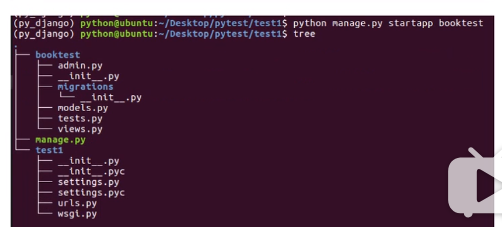 (py_django) python@ubuntu:~/Desktop/pytest/test1$ python manage.py startapp booktest
(py_django) python@ubuntu:~/Desktop/pytest/test1$ tree
.
├── booktest
│   ├── admin.py
│   ├── __init__.py
│   ├── migrations
│   │   └── __init__.py
│   ├── models.py
│   ├── tests.py
│   └── views.py
├── manage.py
└── test1
    ├── __init__.py
    ├── __init__.pyc
    ├── settings.py
    ├── settings.pyc
    ├── urls.py
    └── wsgi.py